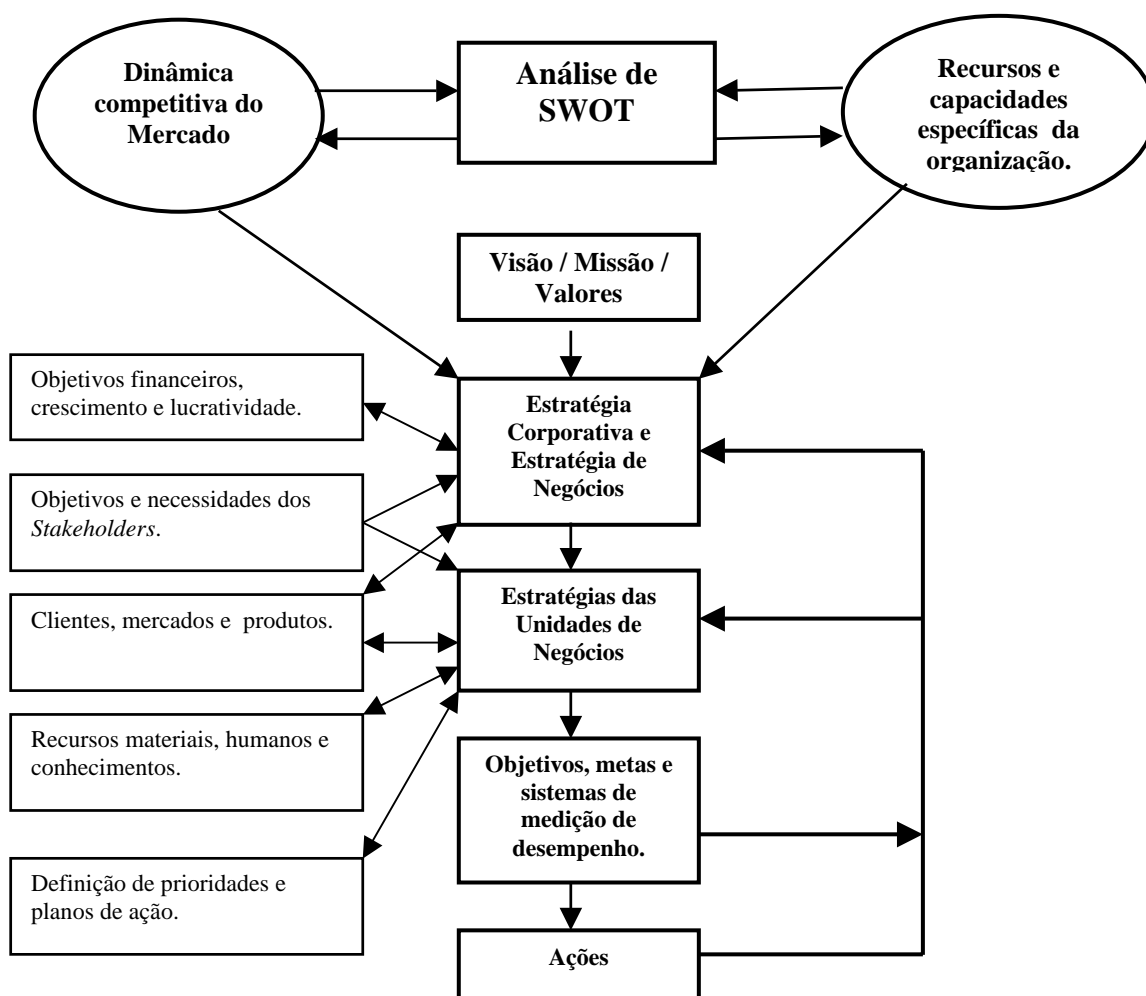 Dinâmica
competitiva do
Mercado
Análise de
SWOT
Recursos e
capacidades
específicas da
organização.
Visão / Missão /
Valores
Objetivos financeiros,
crescimento e lucratividade.
Estratégia
Corporativa e
Estratégia de
Negócios
Objetivos e necessidades dos
Stakeholders.
Clientes, mercados e produtos.
Estratégias das
Unidades de
Negócios
Recursos materiais, humanos e
conhecimentos.
Objetivos, metas e
sistemas de
medição de
desempenho.
Definição de prioridades e
planos de ação.
Ações